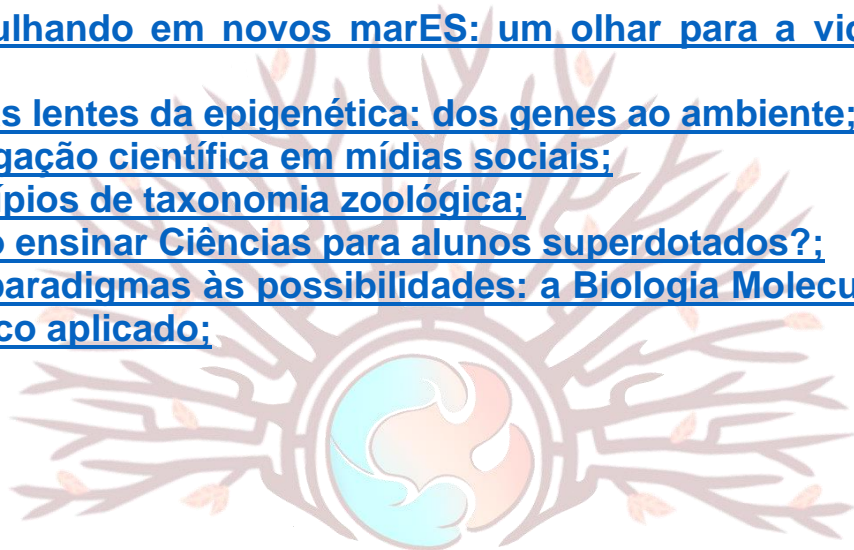 ulhando em novos marES: um olhar para a vid
s lentes da epigenética: dos genes ao ambiente;
gação científica em mídias sociais;
ípios de taxonomia zoológica;
o ensinar Ciências para alunos superdotados?;
paradigmas às possibilidades: a Biologia Molecu
co aplicado;